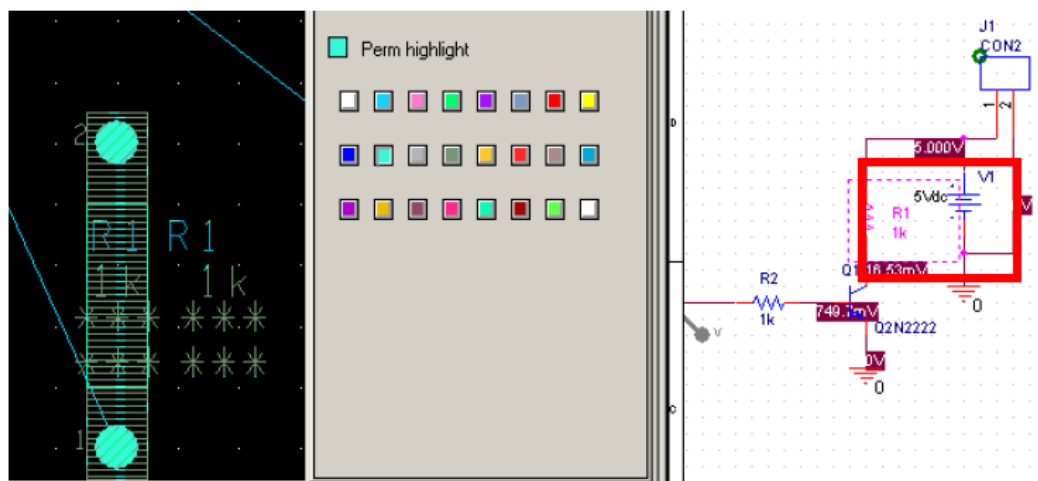 2
R1 R1
1k 1k
*** ***
*** ***
1
Perm highlight
J1
CON2
1 2
5.000V
V1
5Vdc
V
R1
1k
Q1
16.53mV
R2
1k
749.7mV
0
Q2N2222
V
0V
0
D
C